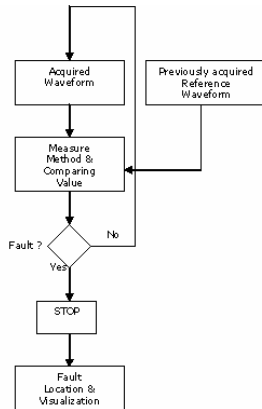 Acquired
Waveform
Previously acquired
Reference
Waveform
Measure
Method &
Comparing
Value
Fault ?
No
Yes
STOP
Fault
Location &
Visualization